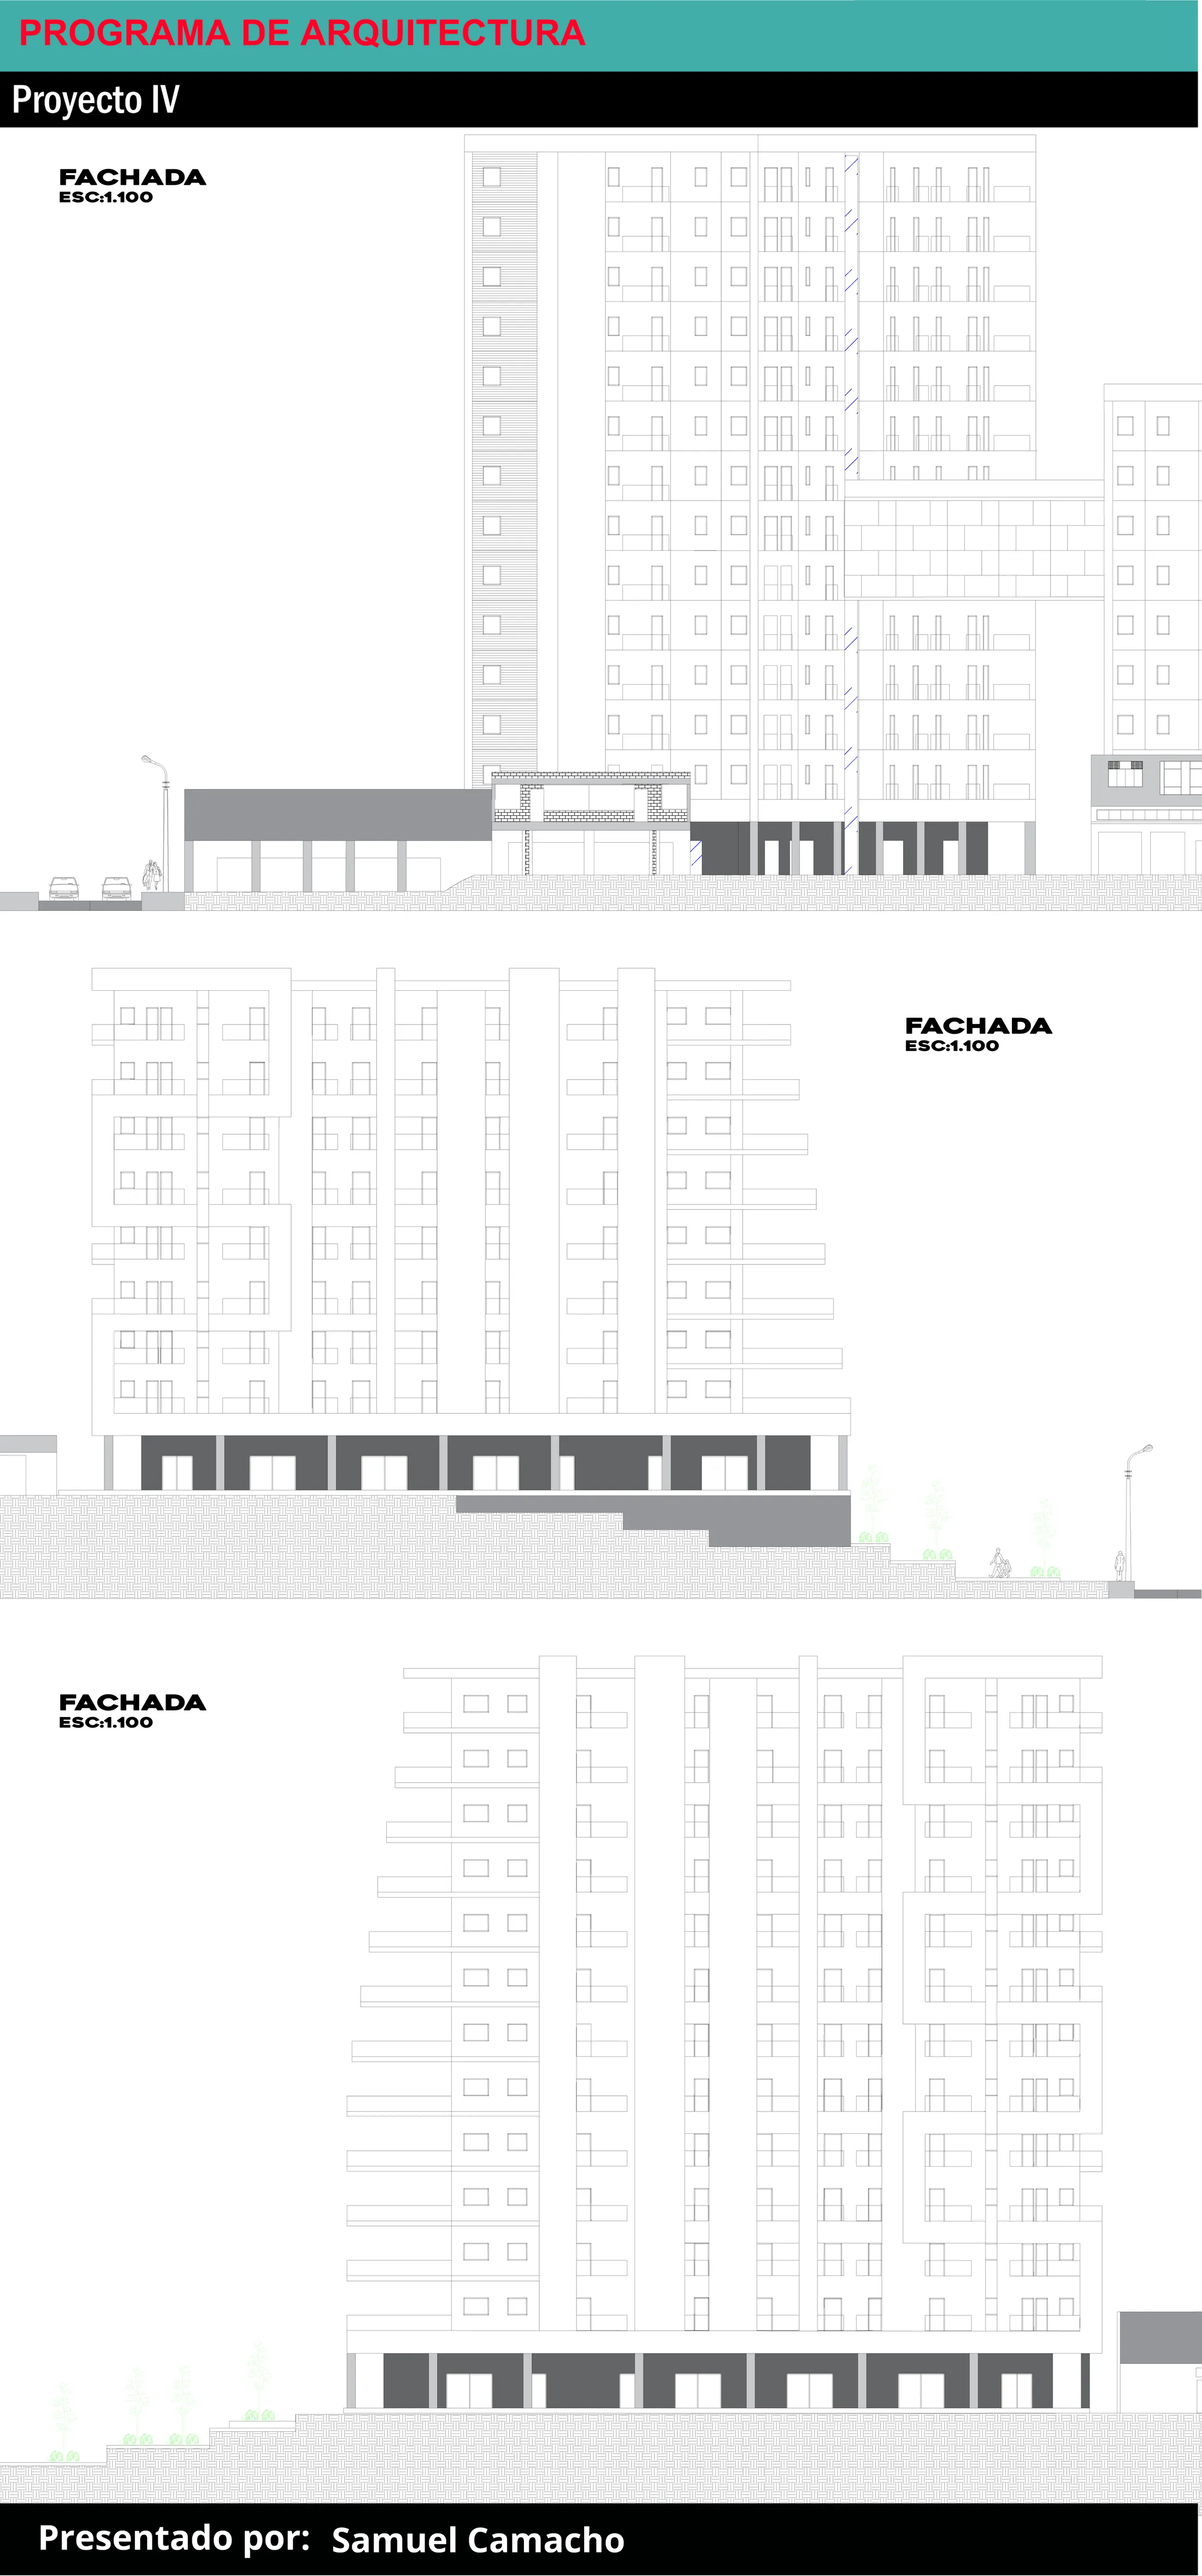 PROGRAMA DE ARQUITECTURA
Proyecto IV
FACHADA
ESC:1.100
FACHADA
ESC:1.100
FACHADA
ESC:1.100
Presentado por: Samuel Camacho